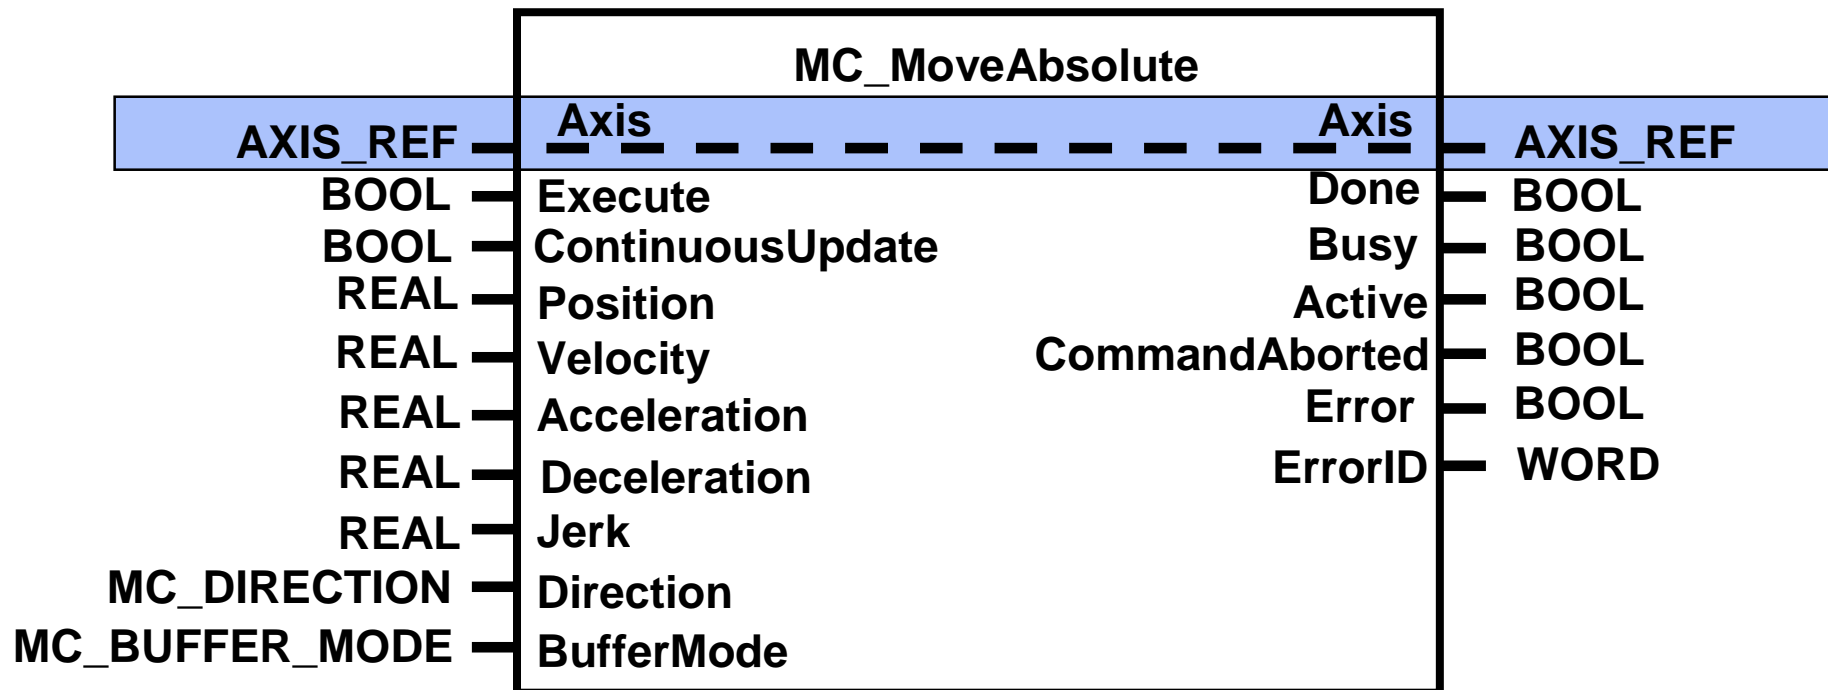 MC_MoveAbsolute
AXIS_REF Axis Axis AXIS_REF
BOOL Execute Done BOOL
BOOL ContinuousUpdate Busy BOOL
REAL Position Active BOOL
REAL Velocity CommandAborted BOOL
REAL Acceleration Error BOOL
REAL Deceleration ErrorID WORD
REAL Jerk
MC_DIRECTION Direction
MC_BUFFER_MODE BufferMode